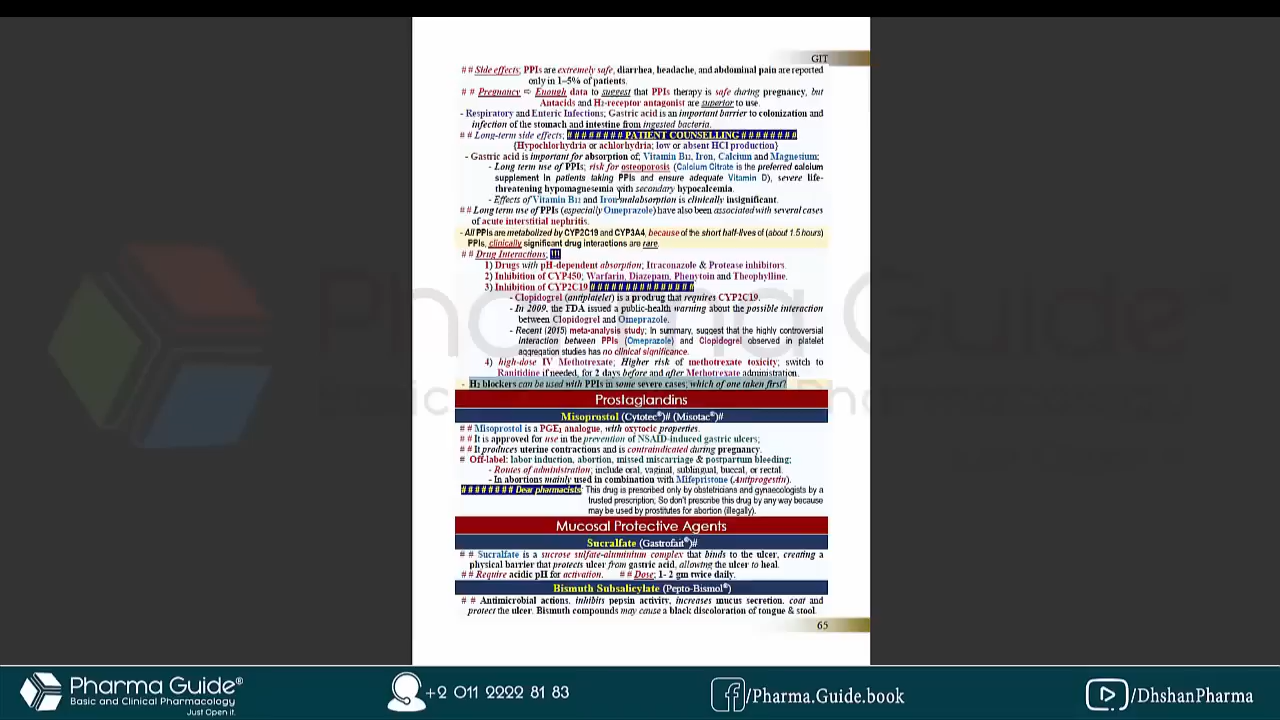 GIT
# # Side effects; PPIs are extremely safe, diarrhea, headache, and abdominal pain are reported
only in 1–5% of patients.
# # Pregnancy ⇨ Enough data to suggest that PPIs therapy is safe during pregnancy, but
Antacids and H₂-receptor antagonist are superior to use.
- Respiratory and Enteric Infections; Gastric acid is an important barrier to colonization and
infection of the stomach and intestine from ingested bacteria.
# # Long-term side effects; # # # # # # # # PATIENT COUNSELLING # # # # # # # #
{Hypochlorhydria or achlorhydria; low or absent HCl production}
- Gastric acid is important for absorption of; Vitamin B₁₂, Iron, Calcium and Magnesium;
- Long term use of PPIs; risk for osteoporosis (Calcium Citrate is the preferred calcium
supplement in patients taking PPIs and ensure adequate Vitamin D), severe life-
threatening hypomagnesemia with secondary hypocalcemia.
- Effects of Vitamin B₁₂ and Iron malabsorption is clinically insignificant.
# # Long term use of PPIs (especially Omeprazole) have also been associated with several cases
of acute interstitial nephritis.
- All PPIs are metabolized by CYP2C19 and CYP3A4, because of the short half-lives of (about 1.5 hours)
PPIs, clinically significant drug interactions are rare.
# # Drug Interactions; !!!
1) Drugs with pH-dependent absorption; Itraconazole & Protease inhibitors.
2) Inhibition of CYP450; Warfarin, Diazepam, Phenytoin and Theophylline.
3) Inhibition of CYP2C19 # # # # # # # # # # # # # # #
- Clopidogrel (antiplatelet) is a prodrug that requires CYP2C19.
- In 2009, the FDA issued a public-health warning about the possible interaction
between Clopidogrel and Omeprazole.
- Recent (2015) meta-analysis study; In summary, suggest that the highly controversial
interaction between PPIs (Omeprazole) and Clopidogrel observed in platelet
aggregation studies has no clinical significance.
4) high-dose IV Methotrexate; Higher risk of methotrexate toxicity; switch to
Ranitidine if needed, for 2 days before and after Methotrexate administration.
- H₂ blockers can be used with PPIs in some severe cases; which of one taken first?
Prostaglandins
Misoprostol (Cytotec®)# (Misotac®)#
# # Misoprostol is a PGE₁ analogue, with oxytocic properties.
# # It is approved for use in the prevention of NSAID-induced gastric ulcers;
# # It produces uterine contractions and is contraindicated during pregnancy.
# Off-label: labor induction, abortion, missed miscarriage & postpartum bleeding;
- Routes of administration; include oral, vaginal, sublingual, buccal, or rectal.
- In abortions mainly used in combination with Mifepristone (Antiprogestin).
# # # # # # # # Dear pharmacists; This drug is prescribed only by obstetricians and gynaecologists by a
trusted prescription; So don't prescribe this drug by any way because
may be used by prostitutes for abortion (illegally).
Mucosal Protective Agents
Sucralfate (Gastrofait®)#
# # Sucralfate is a sucrose sulfate-aluminium complex that binds to the ulcer, creating a
physical barrier that protects ulcer from gastric acid, allowing the ulcer to heal.
# # Require acidic pH for activation. # # Dose; 1- 2 gm twice daily.
Bismuth Subsalicylate (Pepto-Bismol®)
# # Antimicrobial actions, inhibits pepsin activity, increases mucus secretion, coat and
protect the ulcer. Bismuth compounds may cause a black discoloration of tongue & stool.
65
Pharma Guide®
Basic and Clinical Pharmacology
Just Open it.
+2 011 2222 81 83
/Pharma.Guide.book
/DhshanPharma